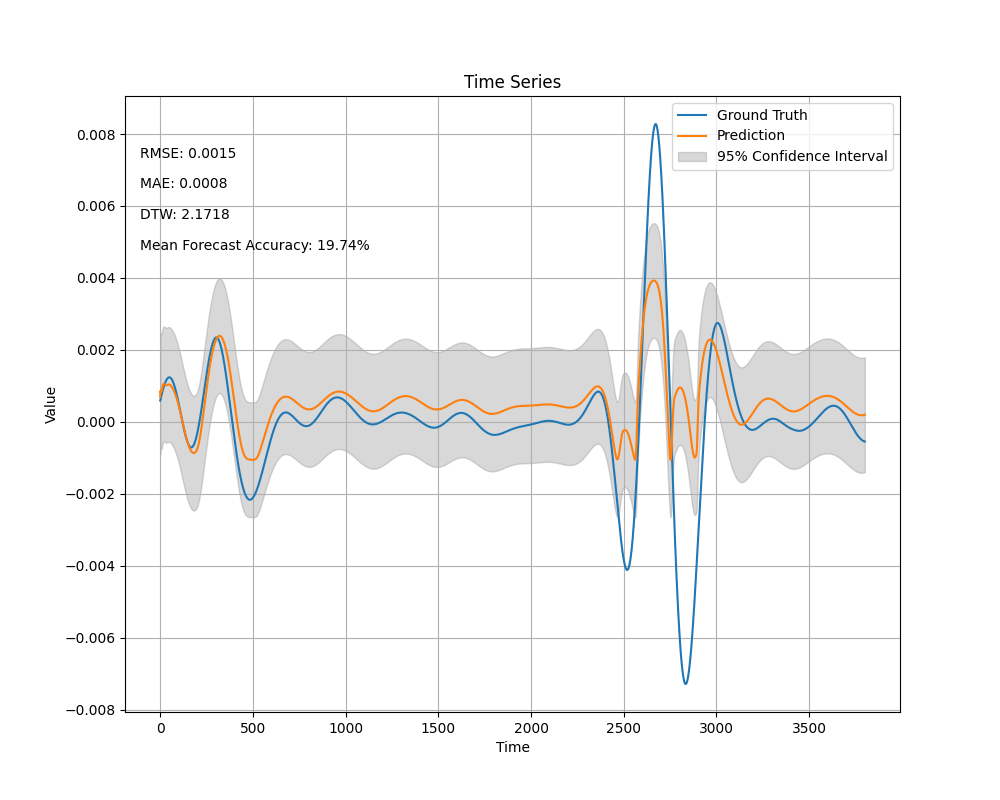 Time Series
Ground Truth
Prediction
95% Confidence Interval
RMSE: 0.0015
MAE: 0.0008
DTW: 2.1718
Mean Forecast Accuracy: 19.74%
Value
0.008
0.006
0.004
0.002
0.000
−0.002
−0.004
−0.006
−0.008
0 500 1000 1500 2000 2500 3000 3500
Time